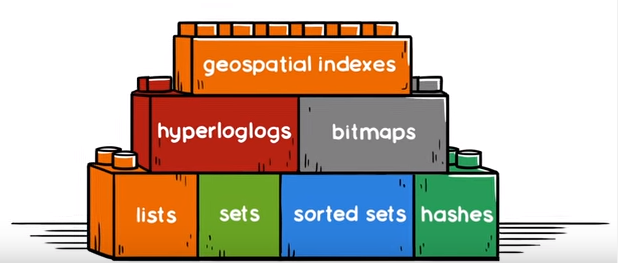 geospatial indexes
hyperloglogs bitmaps
lists sets sorted sets hashes